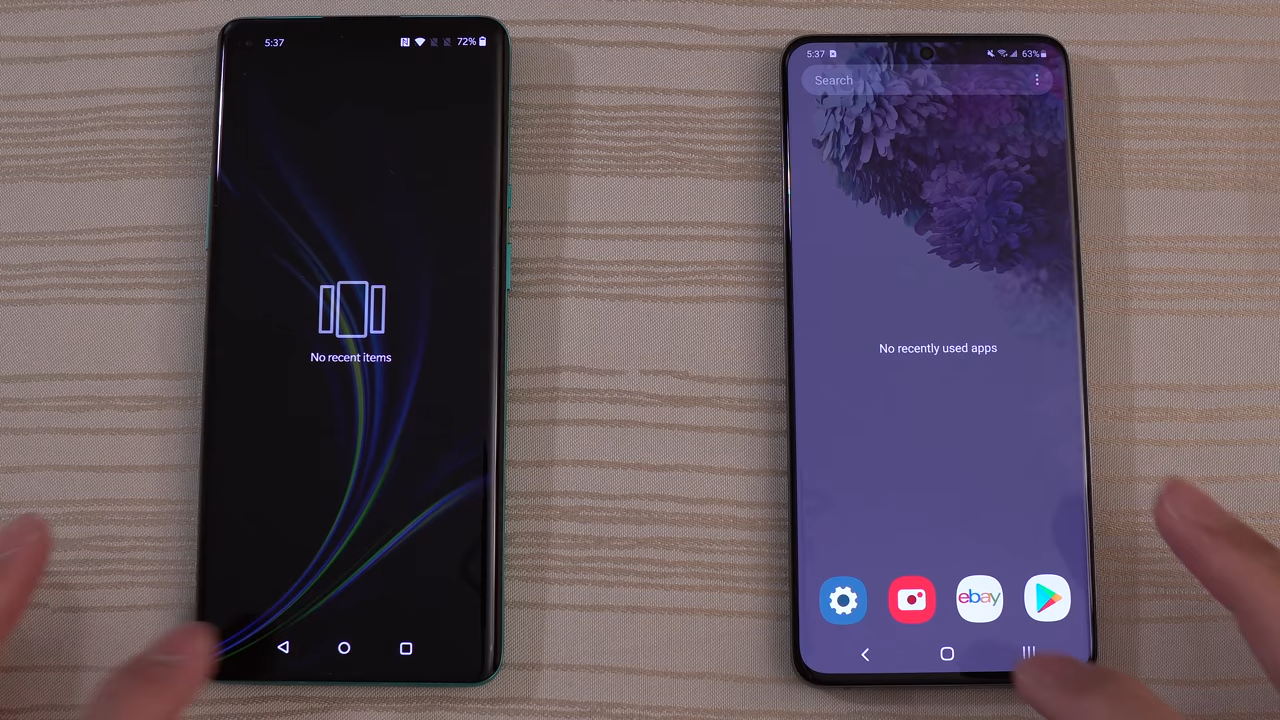 5:37
72%
No recent items
5:37
63%
Search
No recently used apps
ebay